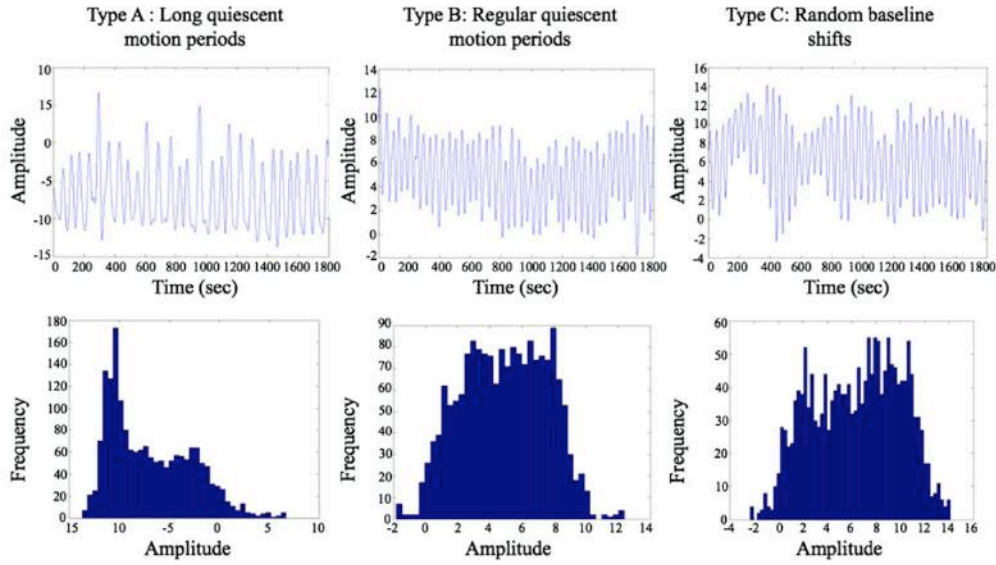 Type A : Long quiescent
motion periods
Type B: Regular quiescent
motion periods
Type C: Random baseline
shifts
Amplitude
10
15
0
-5
-10
-15
0 200 400 600 800 1000 1200 1400 1600 1800
Time (sec)
Amplitude
14
12
10
8
6
4
2
0
-2
0 200 400 600 800 1000 1200 1400 1600 1800
Time (sec)
Amplitude
16
14
12
10
8
6
4
2
0
-2
-4
0 200 400 600 800 1000 1200 1400 1600 1800
Time (sec)
Frequency
180
160
140
120
100
80
60
40
20
0
15 10 -5 0 10
Amplitude
Frequency
90
80
70
60
50
40
30
20
10
0
-2 0 2 4 6 8 10 12 14
Amplitude
Frequency
60
50
40
30
20
10
0
-4 -2 0 2 4 6 8 10 12 14 16
Amplitude